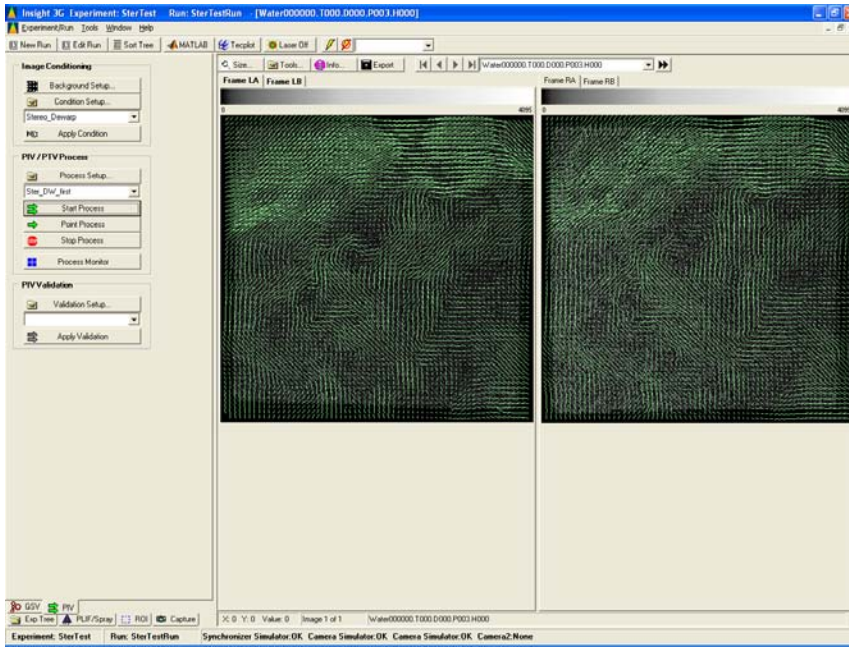 Insight 3G Experiment: SterTest Run: SterTestRun - [Water000000.T000.D000.P003.H000]
Experiment/Run Tools Window Help
New Run Edit Run Sort Tree MATLAB Tecplot Laser Off
Image Conditioning
Background Setup...
Condition Setup...
Stereo_Dewarp
Apply Condition
PIV / PTV Process
Process Setup...
Ster_DW_first
Start Process
Point Process
Stop Process
Process Monitor
PIV Validation
Validation Setup...
Apply Validation
Size... Tools... Info... Export Water000000.T000.D000.P003.H000
Frame LA Frame LB
0 4095
Frame RA Frame RB
0 4095
GSV PIV
Exp Tree PLIF/Spray ROI Capture
X: 0 Y: 0 Value: 0 Image 1 of 1 Water000000.T000.D000.P003.H000
Experiment: SterTest Run: SterTestRun Synchronizer Simulator:OK Camera Simulator:OK Camera Simulator:OK Camera2:None